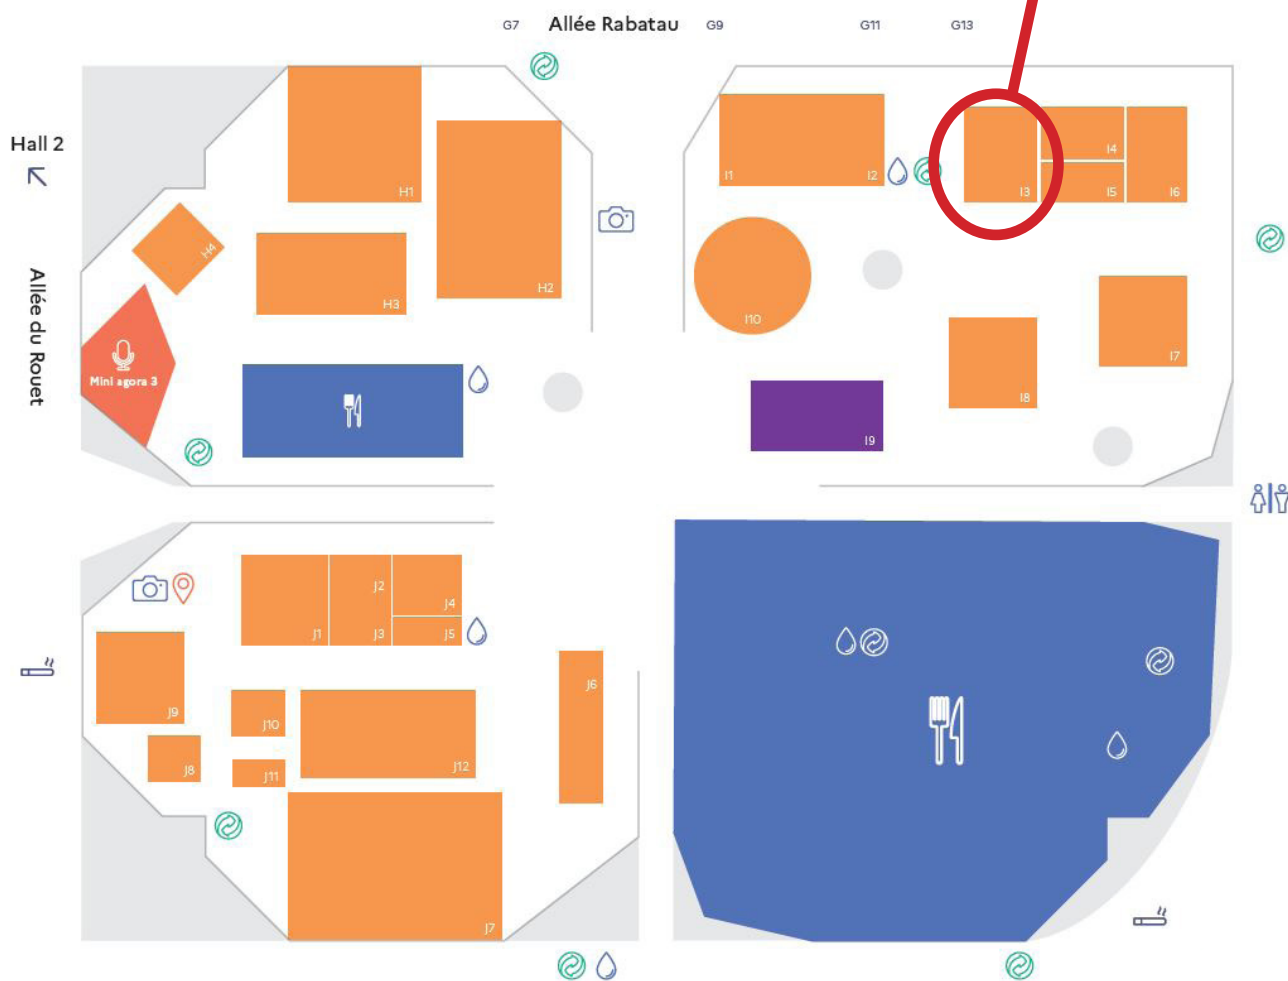 G7 Allée Rabatau G9 G11 G13
Hall 2
Allée du Rouet
H1
H2
H3
H4
Mini agora 3
I1
I2
I3
I4
I5
I6
I10
I7
I8
I9
J1
J2
J3
J4
J5
J6
J9
J10
J8
J11
J12
J7